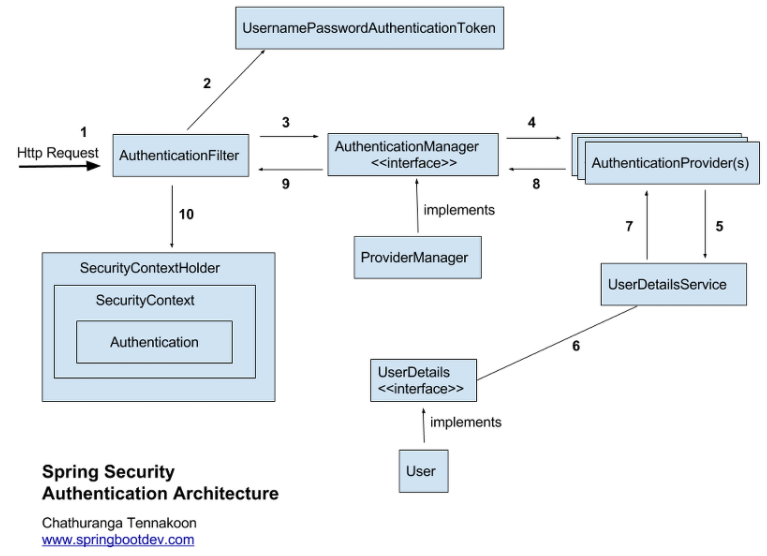 UsernamePasswordAuthenticationToken
2
1
Http Request
AuthenticationFilter
3
9
AuthenticationManager
<<interface>>
4
8
AuthenticationProvider(s)
10
implements
ProviderManager
7
5
UserDetailsService
SecurityContextHolder
SecurityContext
Authentication
6
UserDetails
<<interface>>
implements
User
Spring Security
Authentication Architecture
Chathuranga Tennakoon
www.springbootdev.com